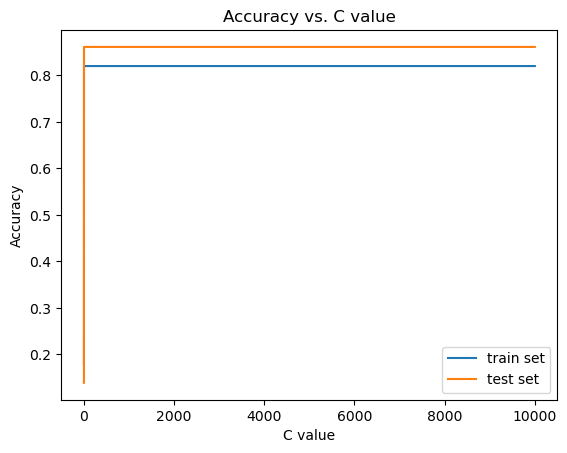 Accuracy vs. C value
0.8
0.7
0.6
0.5
0.4
0.3
0.2
Accuracy
0 2000 4000 6000 8000 10000
C value
train set
test set